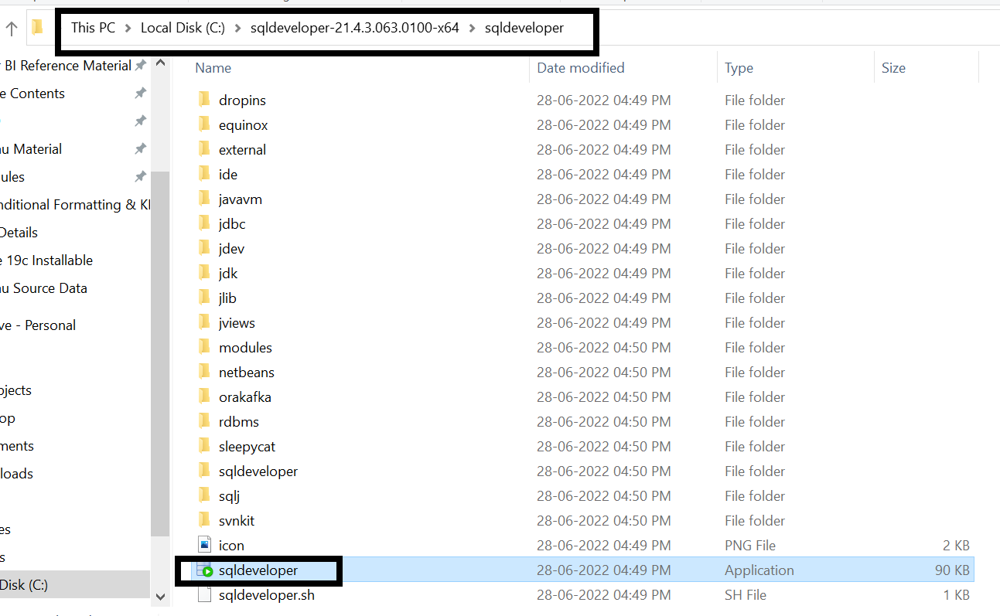 This PC > Local Disk (C:) > sqldeveloper-21.4.3.063.0100-x64 > sqldeveloper
BI Reference Material
Contents
Material
nditional Formatting &
Details
19c Installable
Source Data
- Personal
Disk (C:)
Name Date modified Type Size
dropins 28-06-2022 04:49 PM File folder
equinox 28-06-2022 04:49 PM File folder
external 28-06-2022 04:49 PM File folder
ide 28-06-2022 04:49 PM File folder
javavm 28-06-2022 04:49 PM File folder
jdbc 28-06-2022 04:49 PM File folder
jdev 28-06-2022 04:49 PM File folder
jdk 28-06-2022 04:49 PM File folder
jlib 28-06-2022 04:49 PM File folder
jviews 28-06-2022 04:49 PM File folder
modules 28-06-2022 04:50 PM File folder
netbeans 28-06-2022 04:50 PM File folder
orakafka 28-06-2022 04:50 PM File folder
rdbms 28-06-2022 04:50 PM File folder
sleepycat 28-06-2022 04:50 PM File folder
sqldeveloper 28-06-2022 04:50 PM File folder
sqlj 28-06-2022 04:50 PM File folder
svnkit 28-06-2022 04:50 PM File folder
icon 28-06-2022 04:49 PM PNG File 2 KB
sqldeveloper 28-06-2022 04:49 PM Application 90 KB
sqldeveloper.sh 28-06-2022 04:49 PM SH File 1 KB